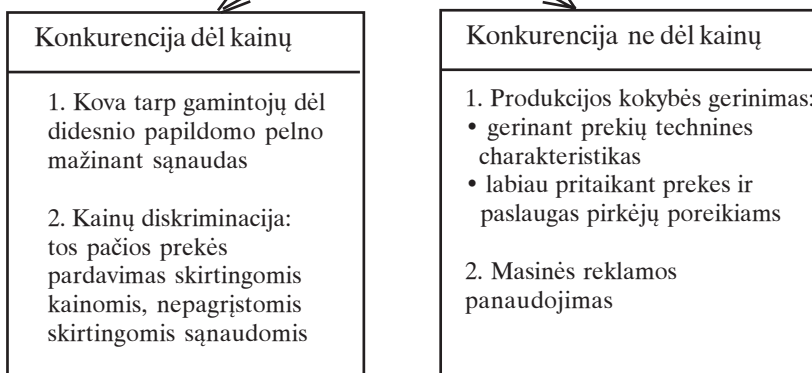 Konkurencija dėl kainų
1. Kova tarp gamintojų dėl
didesnio papildomo pelno
mažinant sąnaudas
2. Kainų diskriminacija:
tos pačios prekės
pardavimas skirtingomis
kainomis, nepagrįstomis
skirtingomis sąnaudomis
Konkurencija ne dėl kainų
1. Produkcijos kokybės gerinimas:
• gerinant prekių technines
charakteristikas
• labiau pritaikant prekes ir
paslaugas pirkėjų poreikiams
2. Masinės reklamos
panaudojimas